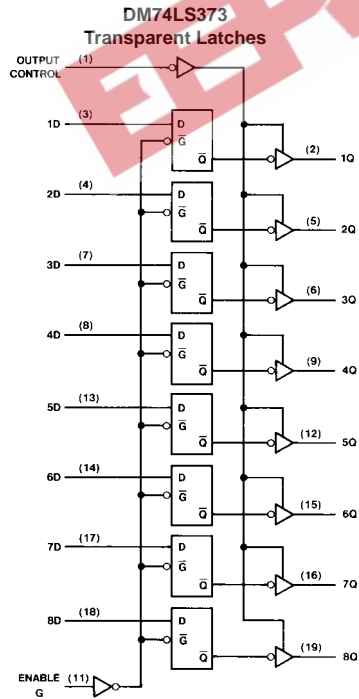 DM74LS373
Transparent Latches
OUTPUT CONTROL (1)
1D (3) D G̅ Q̅ (2) 1Q
2D (4) D G̅ Q̅ (5) 2Q
3D (7) D G̅ Q̅ (6) 3Q
4D (8) D G̅ Q̅ (9) 4Q
5D (13) D G̅ Q̅ (12) 5Q
6D (14) D G̅ Q̅ (15) 6Q
7D (17) D G̅ Q̅ (16) 7Q
8D (18) D G̅ Q̅ (19) 8Q
ENABLE G (11)